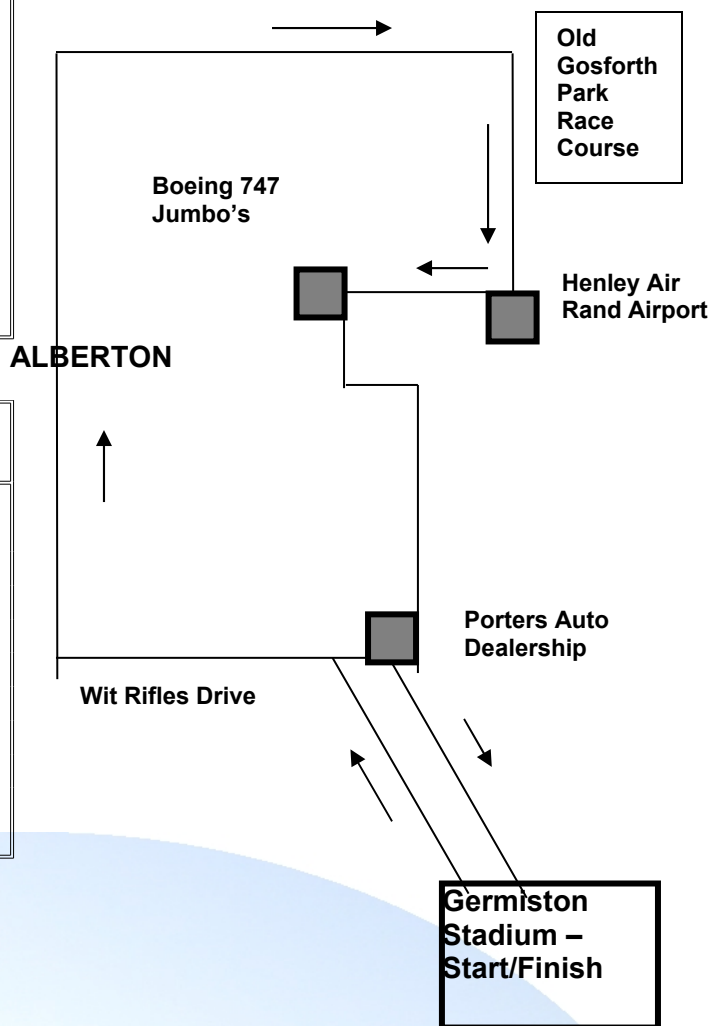 Old
Gosforth
Park
Race
Course
Boeing 747
Jumbo's
Henley Air
Rand Airport
ALBERTON
Porters Auto
Dealership
Wit Rifles Drive
Germiston
Stadium –
Start/Finish